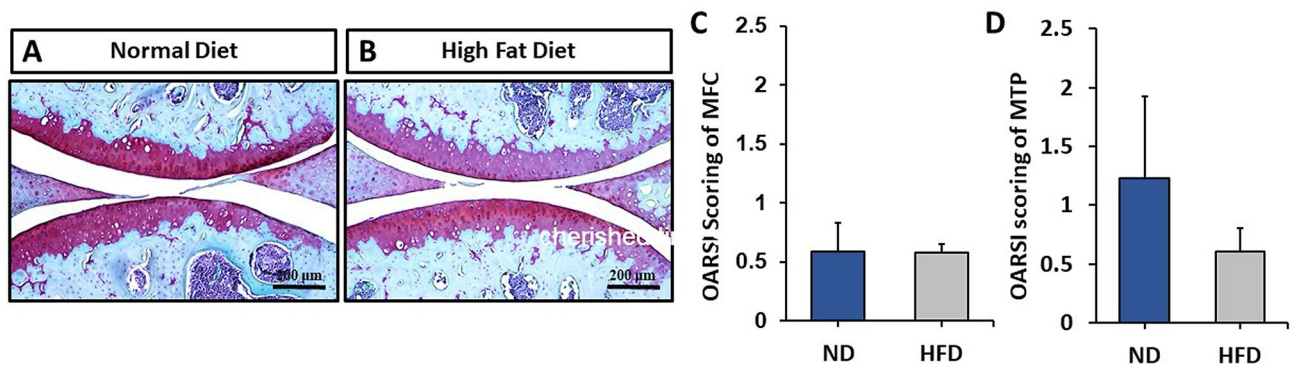 A Normal Diet
B High Fat Diet
cherished
200 µm
200 µm
C
OARSI Scoring of MFC
2.5
2
1.5
1
0.5
0
ND HFD
D
OARSI scoring of MTP
2.5
2
1.5
1
0.5
0
ND HFD